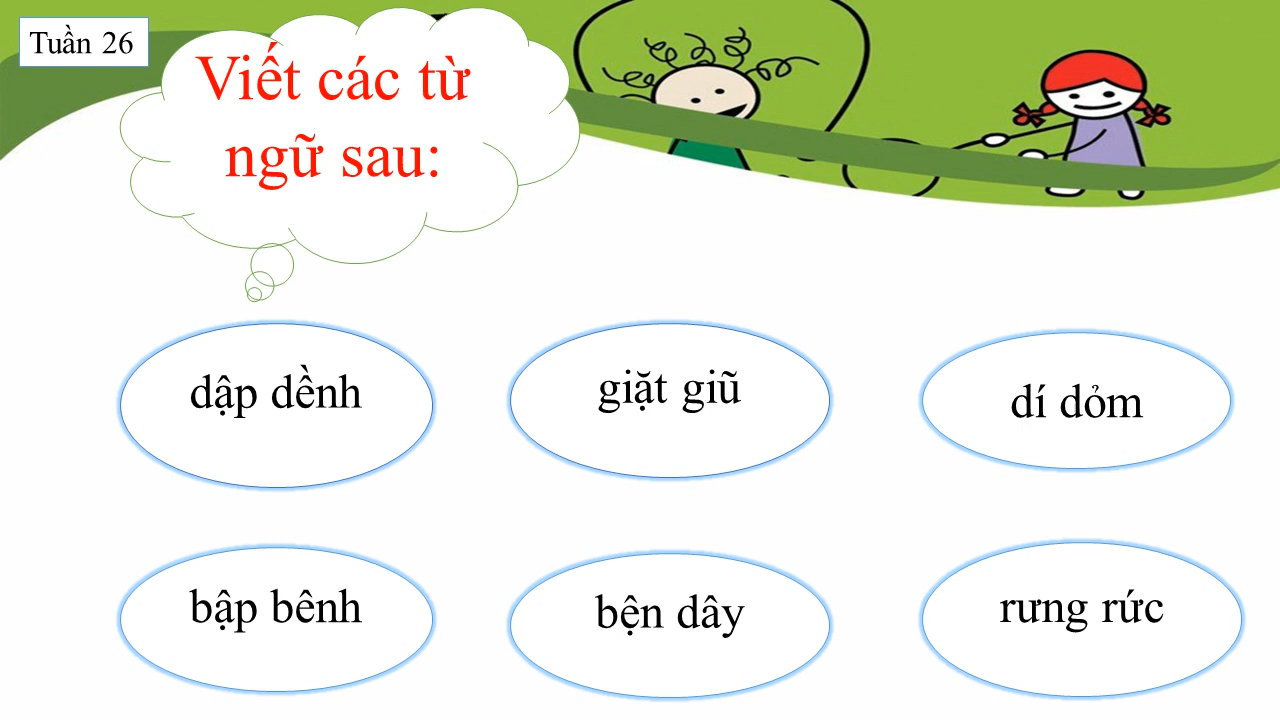 Tuần 26
Viết các từ
ngữ sau:
dập dềnh
giặt giũ
dí dỏm
bập bênh
bện dây
rưng rức